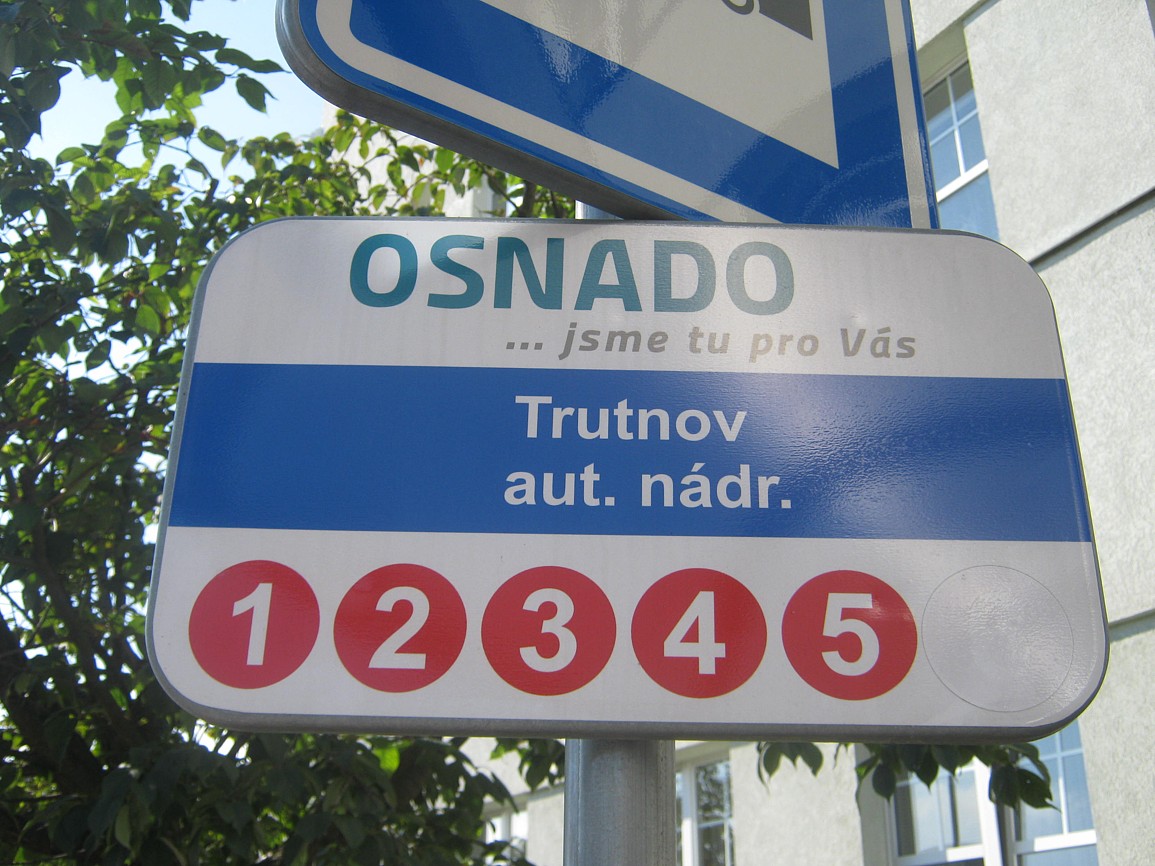 OSNADO
... jsme tu pro Vás
Trutnov
aut. nádr.
1 2 3 4 5